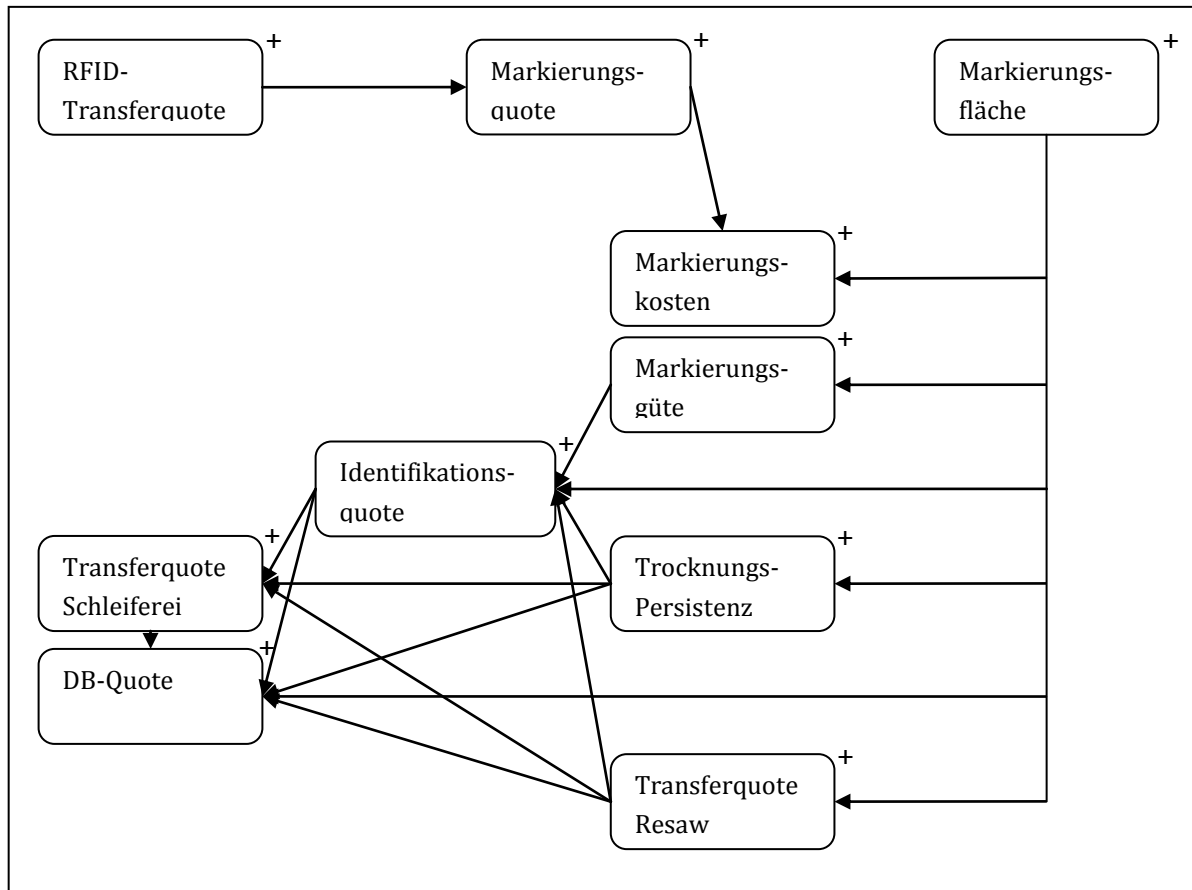 +
RFID-
Transferquote
+
Markierungs-
quote
+
Markierungs-
fläche
+
Markierungs-
kosten
+
Markierungs-
güte
+
Identifikations-
quote
+
Transferquote
Schleiferei
+
Trocknungs-
Persistenz
+
DB-Quote
+
Transferquote
Resaw